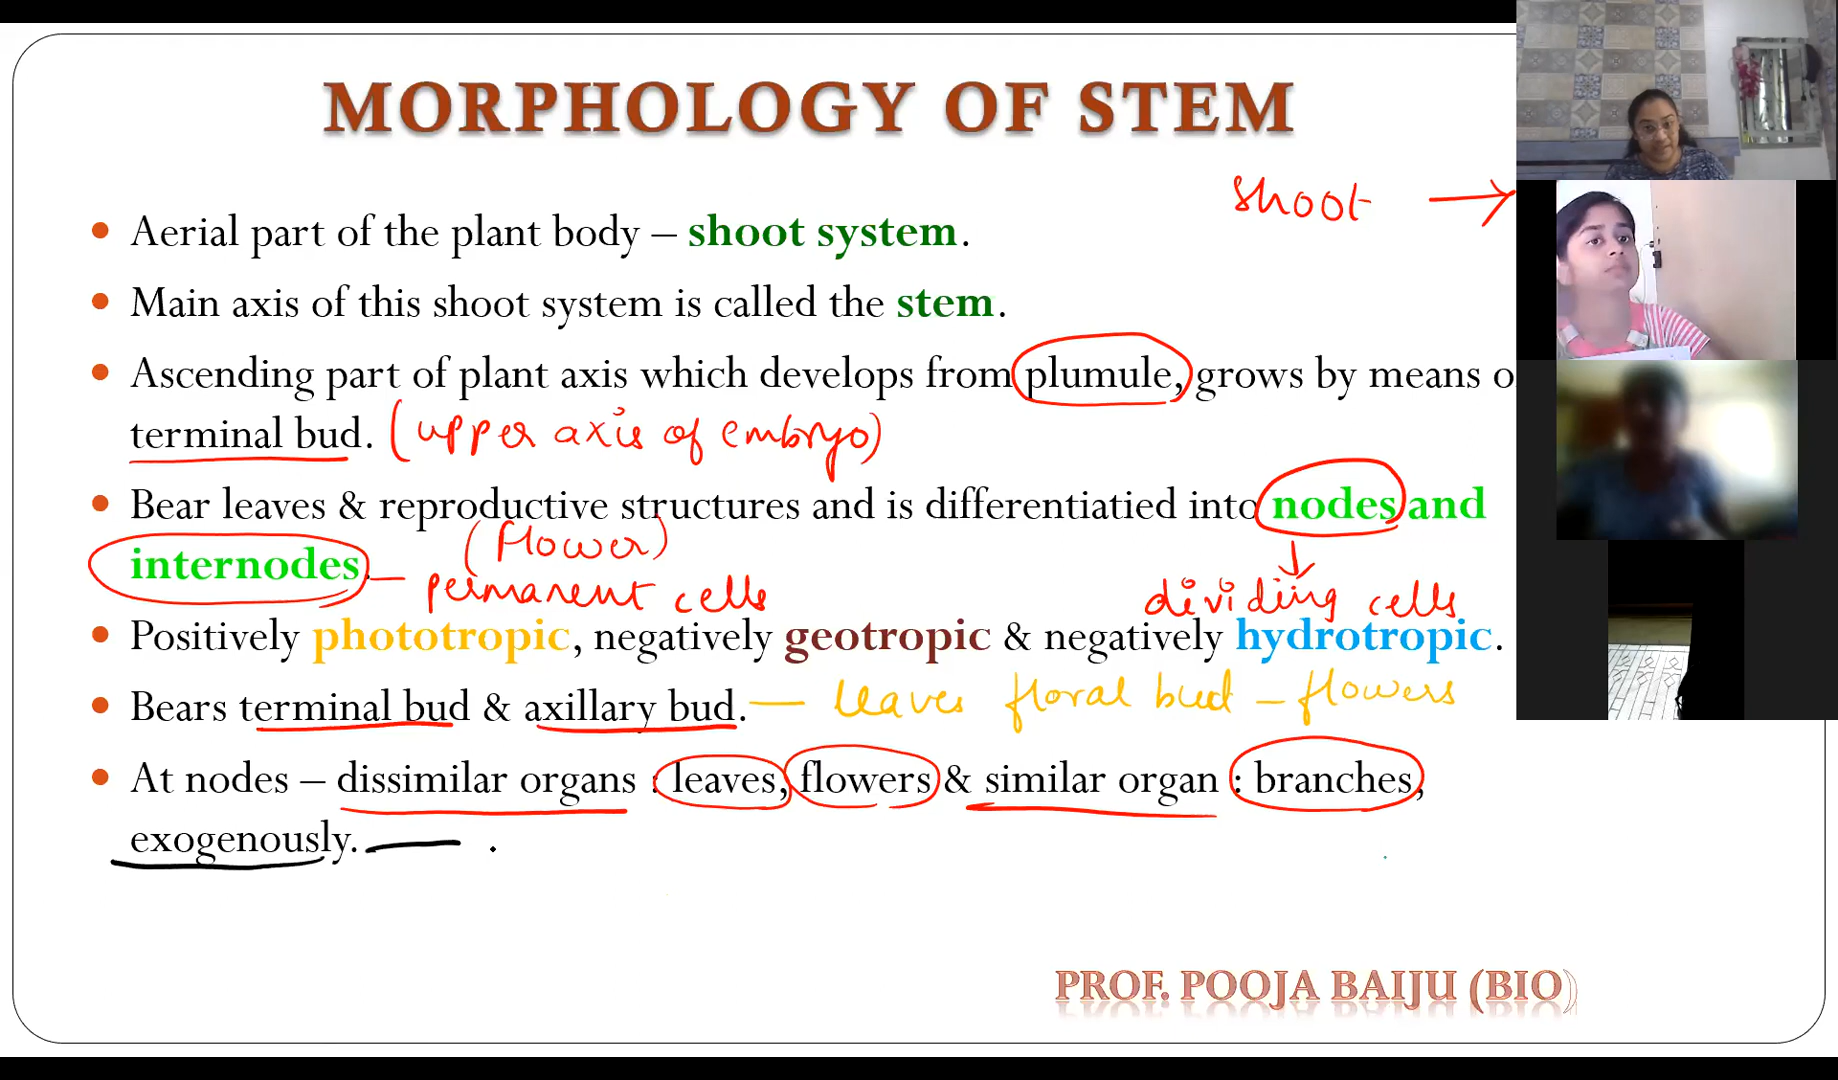 MORPHOLOGY OF STEM
shoot →
• Aerial part of the plant body – shoot system.
• Main axis of this shoot system is called the stem.
• Ascending part of plant axis which develops from plumule, grows by means o
terminal bud. (upper axis of embryo)
• Bear leaves & reproductive structures and is differentiatied into nodes and
(flower)
internodes. — permanent cells
dividing cells
• Positively phototropic, negatively geotropic & negatively hydrotropic.
• Bears terminal bud & axillary bud. — leaves floral bud – flowers
• At nodes – dissimilar organs : leaves, flowers & similar organ : branches,
exogenously. —
PROF. POOJA BAIJU (BIO)